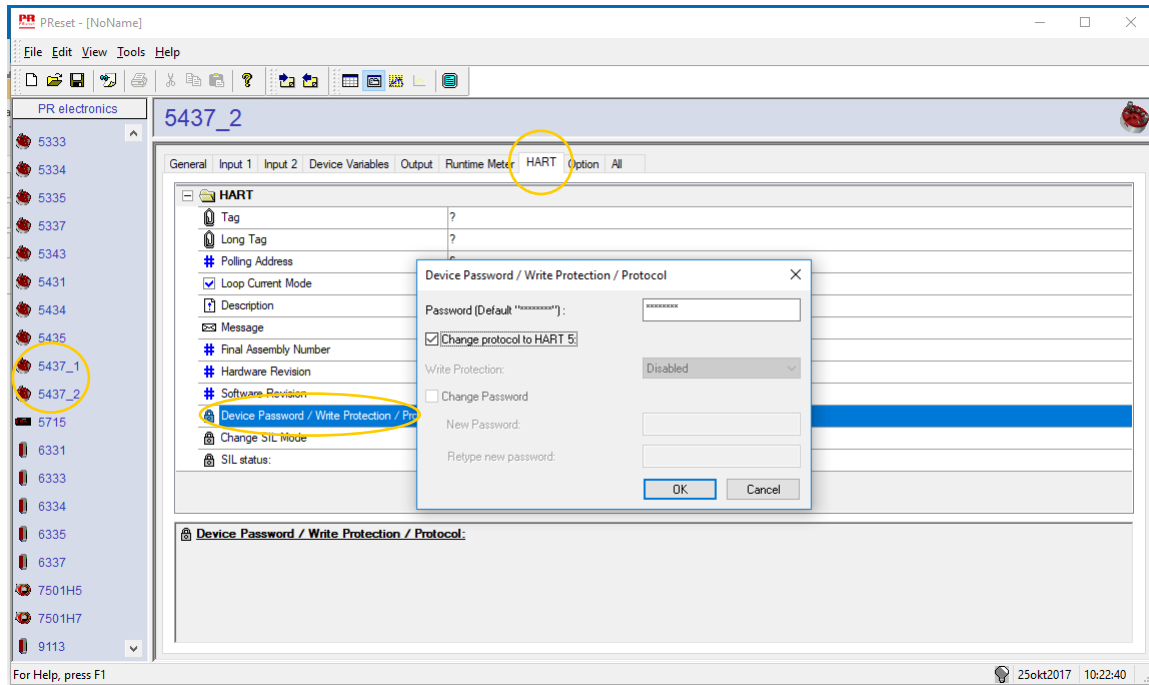 PR PReset - [NoName]
File Edit View Tools Help
PR electronics
5333
5334
5335
5337
5343
5431
5434
5435
5437_1
5437_2
5715
6331
6333
6334
6335
6337
7501H5
7501H7
9113
5437_2
General Input 1 Input 2 Device Variables Output Runtime Meter HART Option All
HART
Tag ?
Long Tag ?
# Polling Address
Loop Current Mode
Description
Message
# Final Assembly Number
# Hardware Revision
# Software Revision
Device Password / Write Protection / Pro
Change SIL Mode
SIL status:
Device Password / Write Protection / Protocol
Password (Default "********") : ********
Change protocol to HART 5:
Write Protection: Disabled
Change Password
New Password:
Retype new password:
OK Cancel
Device Password / Write Protection / Protocol:
For Help, press F1 25okt2017 10:22:40